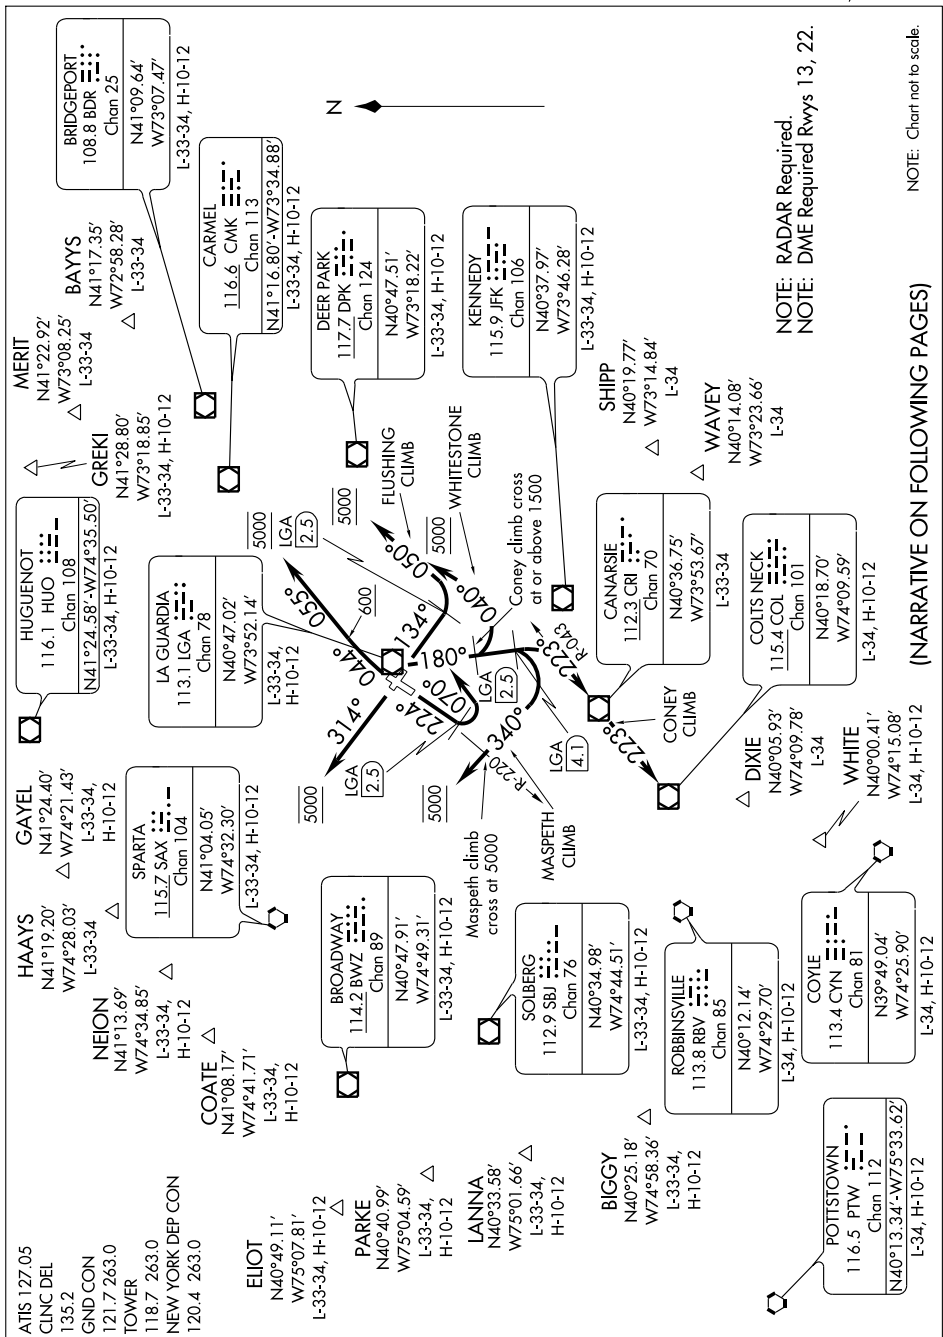 ATIS 127.05
CLNC DEL
135.2
GND CON
121.7 263.0
TOWER
118.7 263.0
NEW YORK DEP CON
120.4 263.0
HAAYS
N41°19.20'
W74°28.03'
L-33-34
GAYEL
N41°24.40'
W74°21.43'
L-33-34,
H-10-12
NEION
N41°13.69'
W74°34.85'
L-33-34,
H-10-12
COATE
N41°08.17'
W74°41.71'
L-33-34,
H-10-12
ELIOT
N40°49.11'
W75°07.81'
L-33-34, H-10-12
PARKE
N40°40.99'
W75°04.59'
L-33-34,
H-10-12
LANNA
N40°33.58'
W75°01.66'
L-33-34,
H-10-12
BIGGY
N40°25.18'
W74°58.36'
L-33-34,
H-10-12
POTTSTOWN
116.5 PTW
Chan 112
N40°13.34'-W75°33.62'
L-34, H-10-12
HUGUENOT
116.1 HUO
Chan 108
N41°24.58'-W74°35.50'
L-33-34, H-10-12
SPARTA
115.7 SAX
Chan 104
N41°04.05'
W74°32.30'
L-33-34, H-10-12
BROADWAY
114.2 BWZ
Chan 89
N40°47.91'
W74°49.31'
L-33-34, H-10-12
SOLBERG
112.9 SBJ
Chan 76
N40°34.98'
W74°44.51'
L-33-34, H-10-12
ROBBINSVILLE
113.8 RBV
Chan 85
N40°12.14'
W74°29.70'
L-34, H-10-12
COYLE
113.4 CYN
Chan 81
N39°49.04'
W74°25.90'
L-34, H-10-12
LA GUARDIA
113.1 LGA
Chan 78
N40°47.02'
W73°52.14'
L-33-34,
H-10-12
MERIT
N41°22.92'
W73°08.25'
L-33-34
GREKI
N41°28.80'
W73°18.85'
L-33-34, H-10-12
BAYYS
N41°17.35'
W72°58.28'
L-33-34
BRIDGEPORT
108.8 BDR
Chan 25
N41°09.64'
W73°07.47'
L-33-34, H-10-12
CARMEL
116.6 CMK
Chan 113
N41°16.80'-W73°34.88'
L-33-34, H-10-12
DEER PARK
117.7 DPK
Chan 124
N40°47.51'
W73°18.22'
L-33-34, H-10-12
KENNEDY
115.9 JFK
Chan 106
N40°37.97'
W73°46.28'
L-33-34, H-10-12
CANARSIE
112.3 CRI
Chan 70
N40°36.75'
W73°53.67'
L-33-34
COLTS NECK
115.4 COL
Chan 101
N40°18.70'
W74°09.59'
L-34, H-10-12
SHIPP
N40°19.77'
W73°14.84'
L-34
WAVEY
N40°14.08'
W73°23.66'
L-34
DIXIE
N40°05.93'
W74°09.78'
L-34
WHITE
N40°00.41'
W74°15.08'
L-34, H-10-12
5000
314°
044°
055°
5000
600
LGA
2.5
5000
134°
050°
FLUSHING
CLIMB
WHITESTONE
CLIMB
5000
040°
180°
Coney climb cross
at or above 1500
LGA
2.5
224°
070°
LGA
2.5
5000
340°
R-220
Maspeth climb
cross at 5000
MASPETH
CLIMB
LGA
4.1
223°
R-043
223°
CONEY
CLIMB
N
NOTE: RADAR Required.
NOTE: DME Required Rwys 13, 22.
NOTE: Chart not to scale.
(NARRATIVE ON FOLLOWING PAGES)